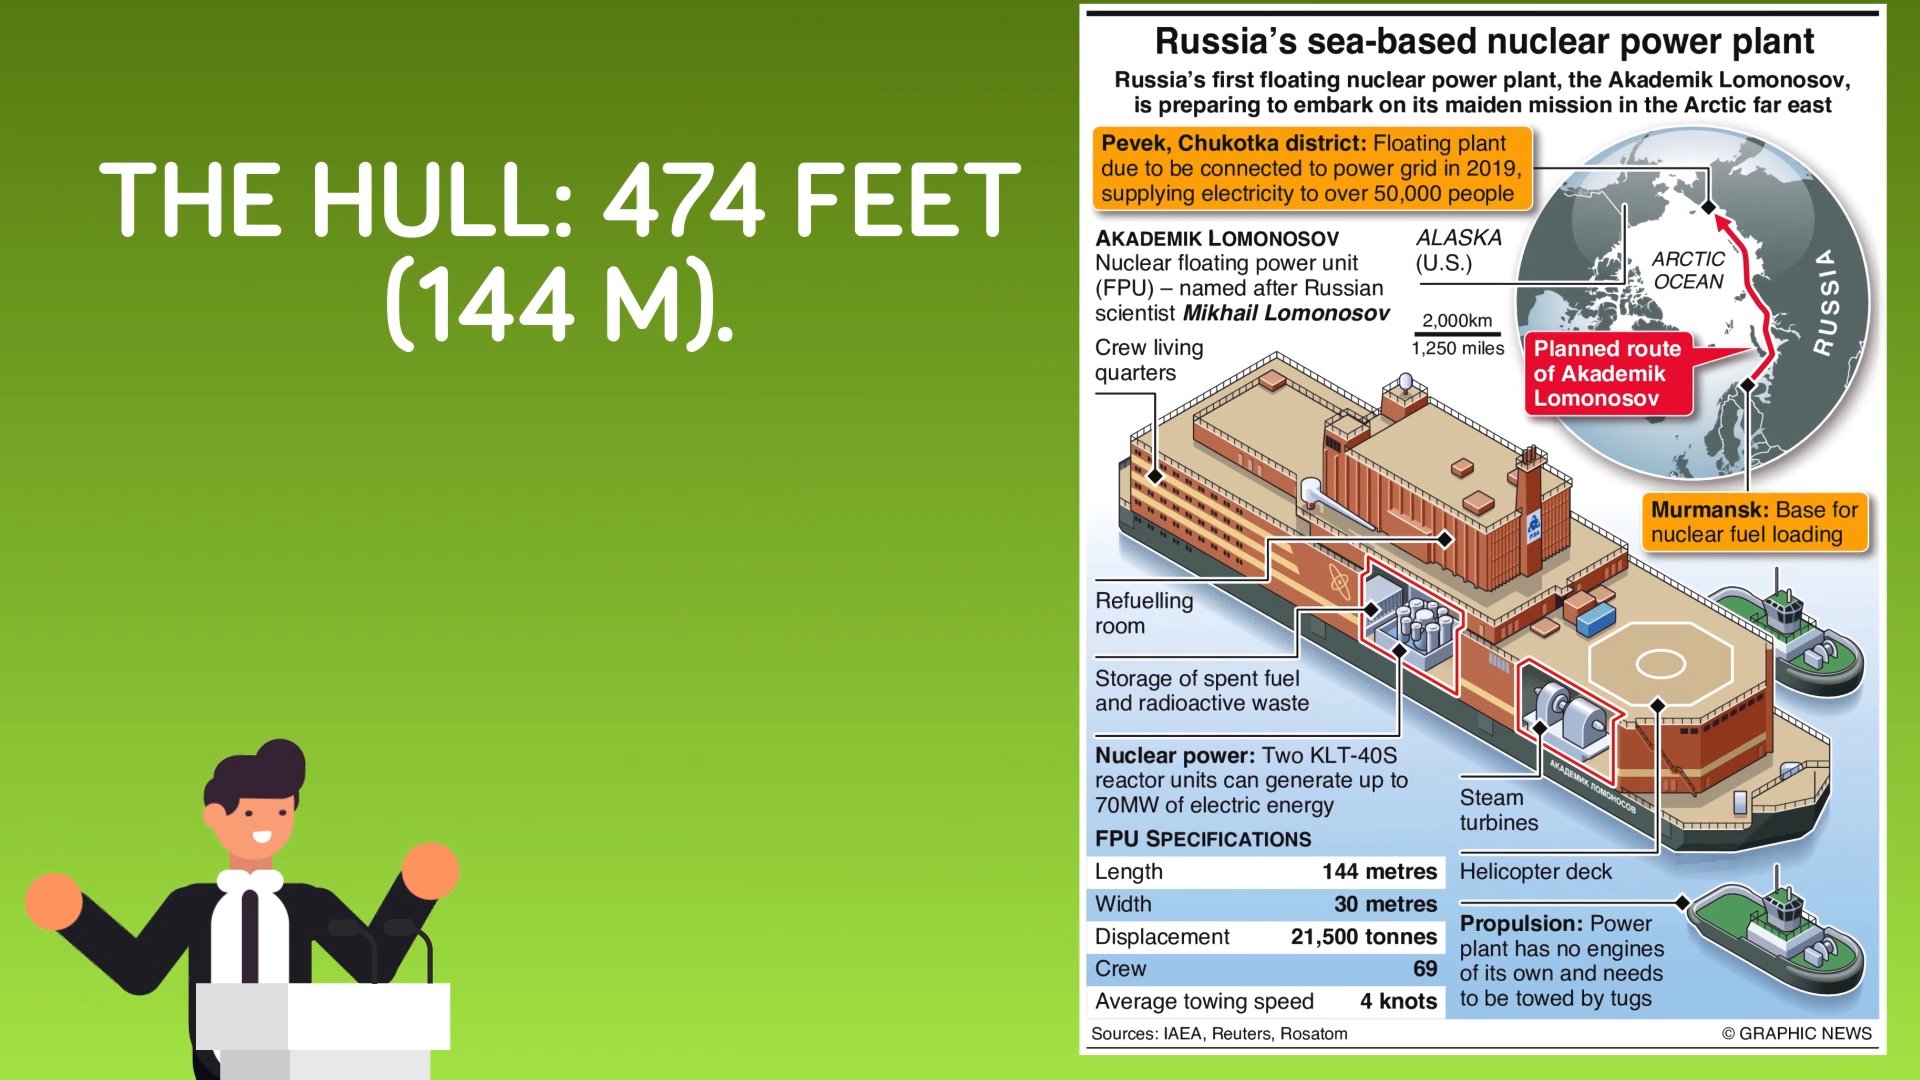 THE HULL: 474 FEET
(144 M).
Russia's sea-based nuclear power plant
Russia's first floating nuclear power plant, the Akademik Lomonosov,
is preparing to embark on its maiden mission in the Arctic far east
Pevek, Chukotka district: Floating plant
due to be connected to power grid in 2019,
supplying electricity to over 50,000 people
AKADEMIK LOMONOSOV
Nuclear floating power unit
(FPU) – named after Russian
scientist Mikhail Lomonosov
ALASKA
(U.S.)
ARCTIC
OCEAN
RUSSIA
2,000km
1,250 miles
Planned route
of Akademik
Lomonosov
Crew living
quarters
Murmansk: Base for
nuclear fuel loading
Refuelling
room
Storage of spent fuel
and radioactive waste
Nuclear power: Two KLT-40S
reactor units can generate up to
70MW of electric energy
АКАДЕМИК ЛОМОНОСОВ
Steam
turbines
Helicopter deck
FPU SPECIFICATIONS
Length 144 metres
Width 30 metres
Displacement 21,500 tonnes
Crew 69
Average towing speed 4 knots
Propulsion: Power
plant has no engines
of its own and needs
to be towed by tugs
Sources: IAEA, Reuters, Rosatom
© GRAPHIC NEWS